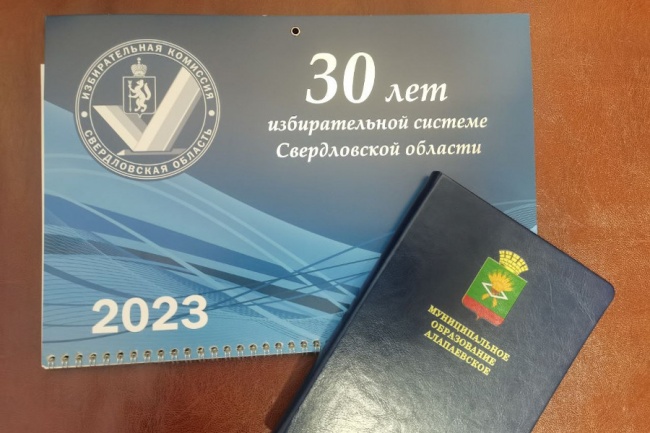 ИЗБИРАТЕЛЬНАЯ КОМИССИЯ
СВЕРДЛОВСКАЯ ОБЛАСТЬ
30 лет
избирательной системе
Свердловской области
2023
МУНИЦИПАЛЬНОЕ
ОБРАЗОВАНИЕ
АЛАПАЕВСКОЕ